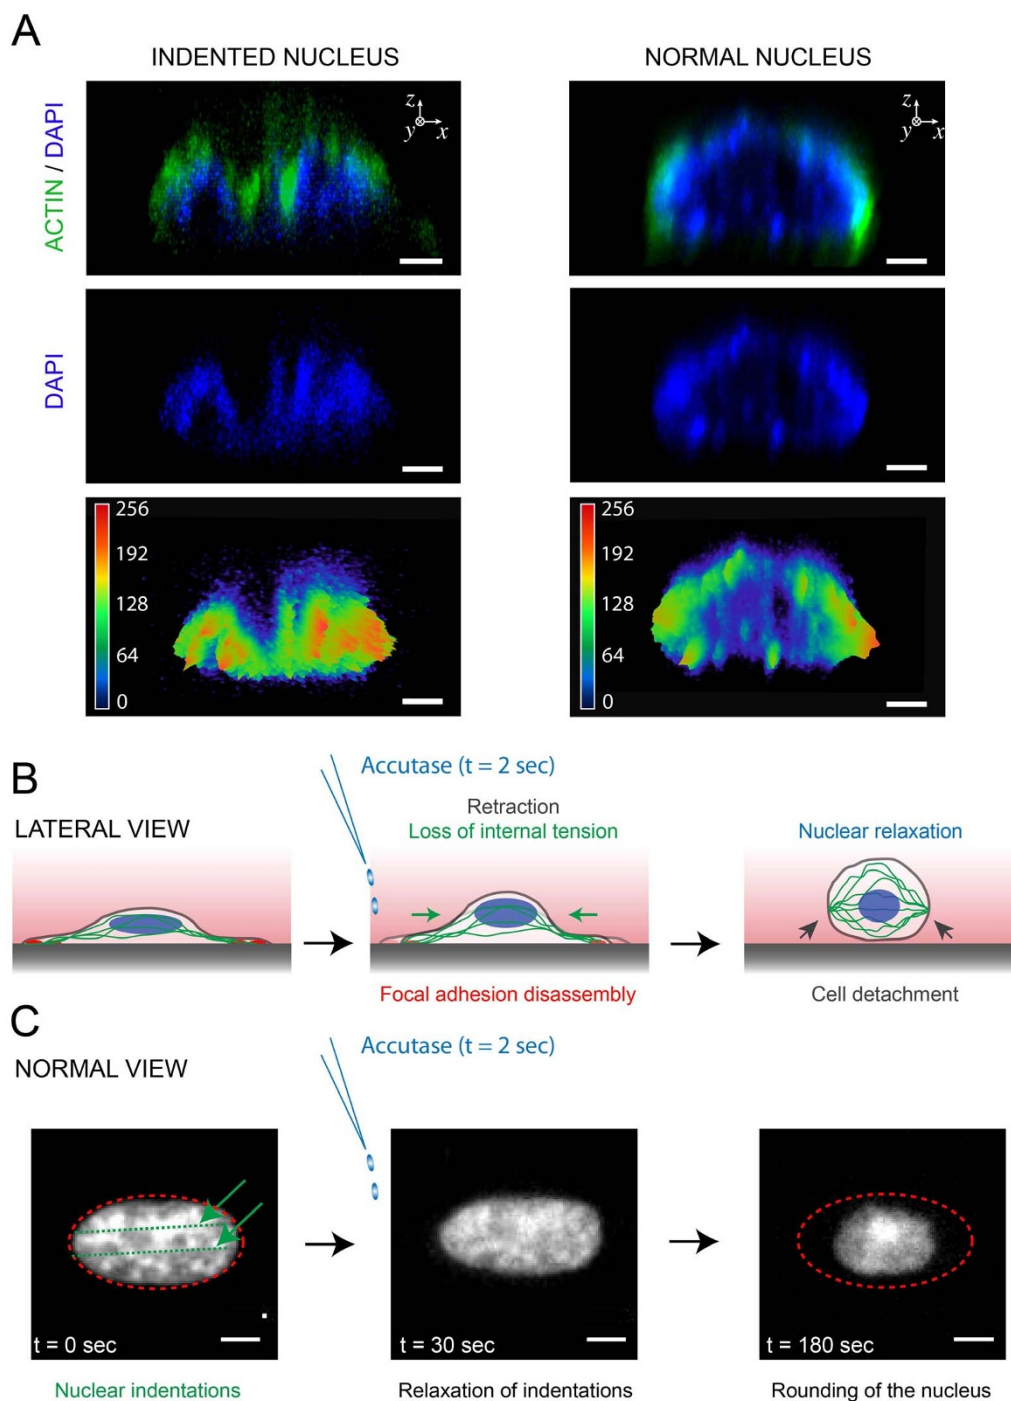 A
INDENTED NUCLEUS
NORMAL NUCLEUS
ACTIN / DAPI
z
y x
z
y x
DAPI
256
192
128
64
0
256
192
128
64
0
B
Accutase (t = 2 sec)
LATERAL VIEW
Retraction
Loss of internal tension
Nuclear relaxation
Focal adhesion disassembly
Cell detachment
C
Accutase (t = 2 sec)
NORMAL VIEW
t = 0 sec
t = 30 sec
t = 180 sec
Nuclear indentations
Relaxation of indentations
Rounding of the nucleus